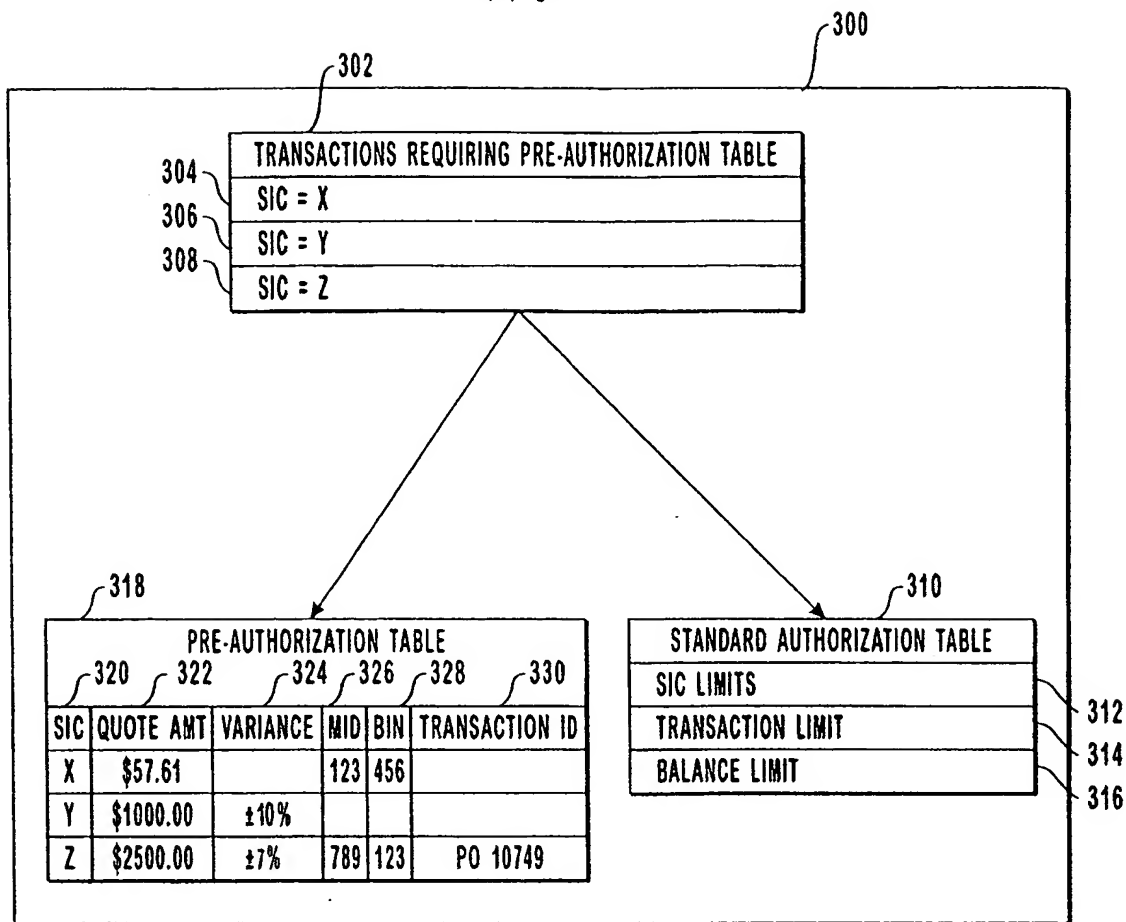 300
302
TRANSACTIONS REQUIRING PRE-AUTHORIZATION TABLE
304
SIC = X
306
SIC = Y
308
SIC = Z
318
PRE-AUTHORIZATION TABLE
320 322 324 326 328 330
SIC QUOTE AMT VARIANCE MID BIN TRANSACTION ID
X $57.61 123 456
Y $1000.00 ±10%
Z $2500.00 ±7% 789 123 PO 10749
310
STANDARD AUTHORIZATION TABLE
SIC LIMITS
312
TRANSACTION LIMIT
314
BALANCE LIMIT
316